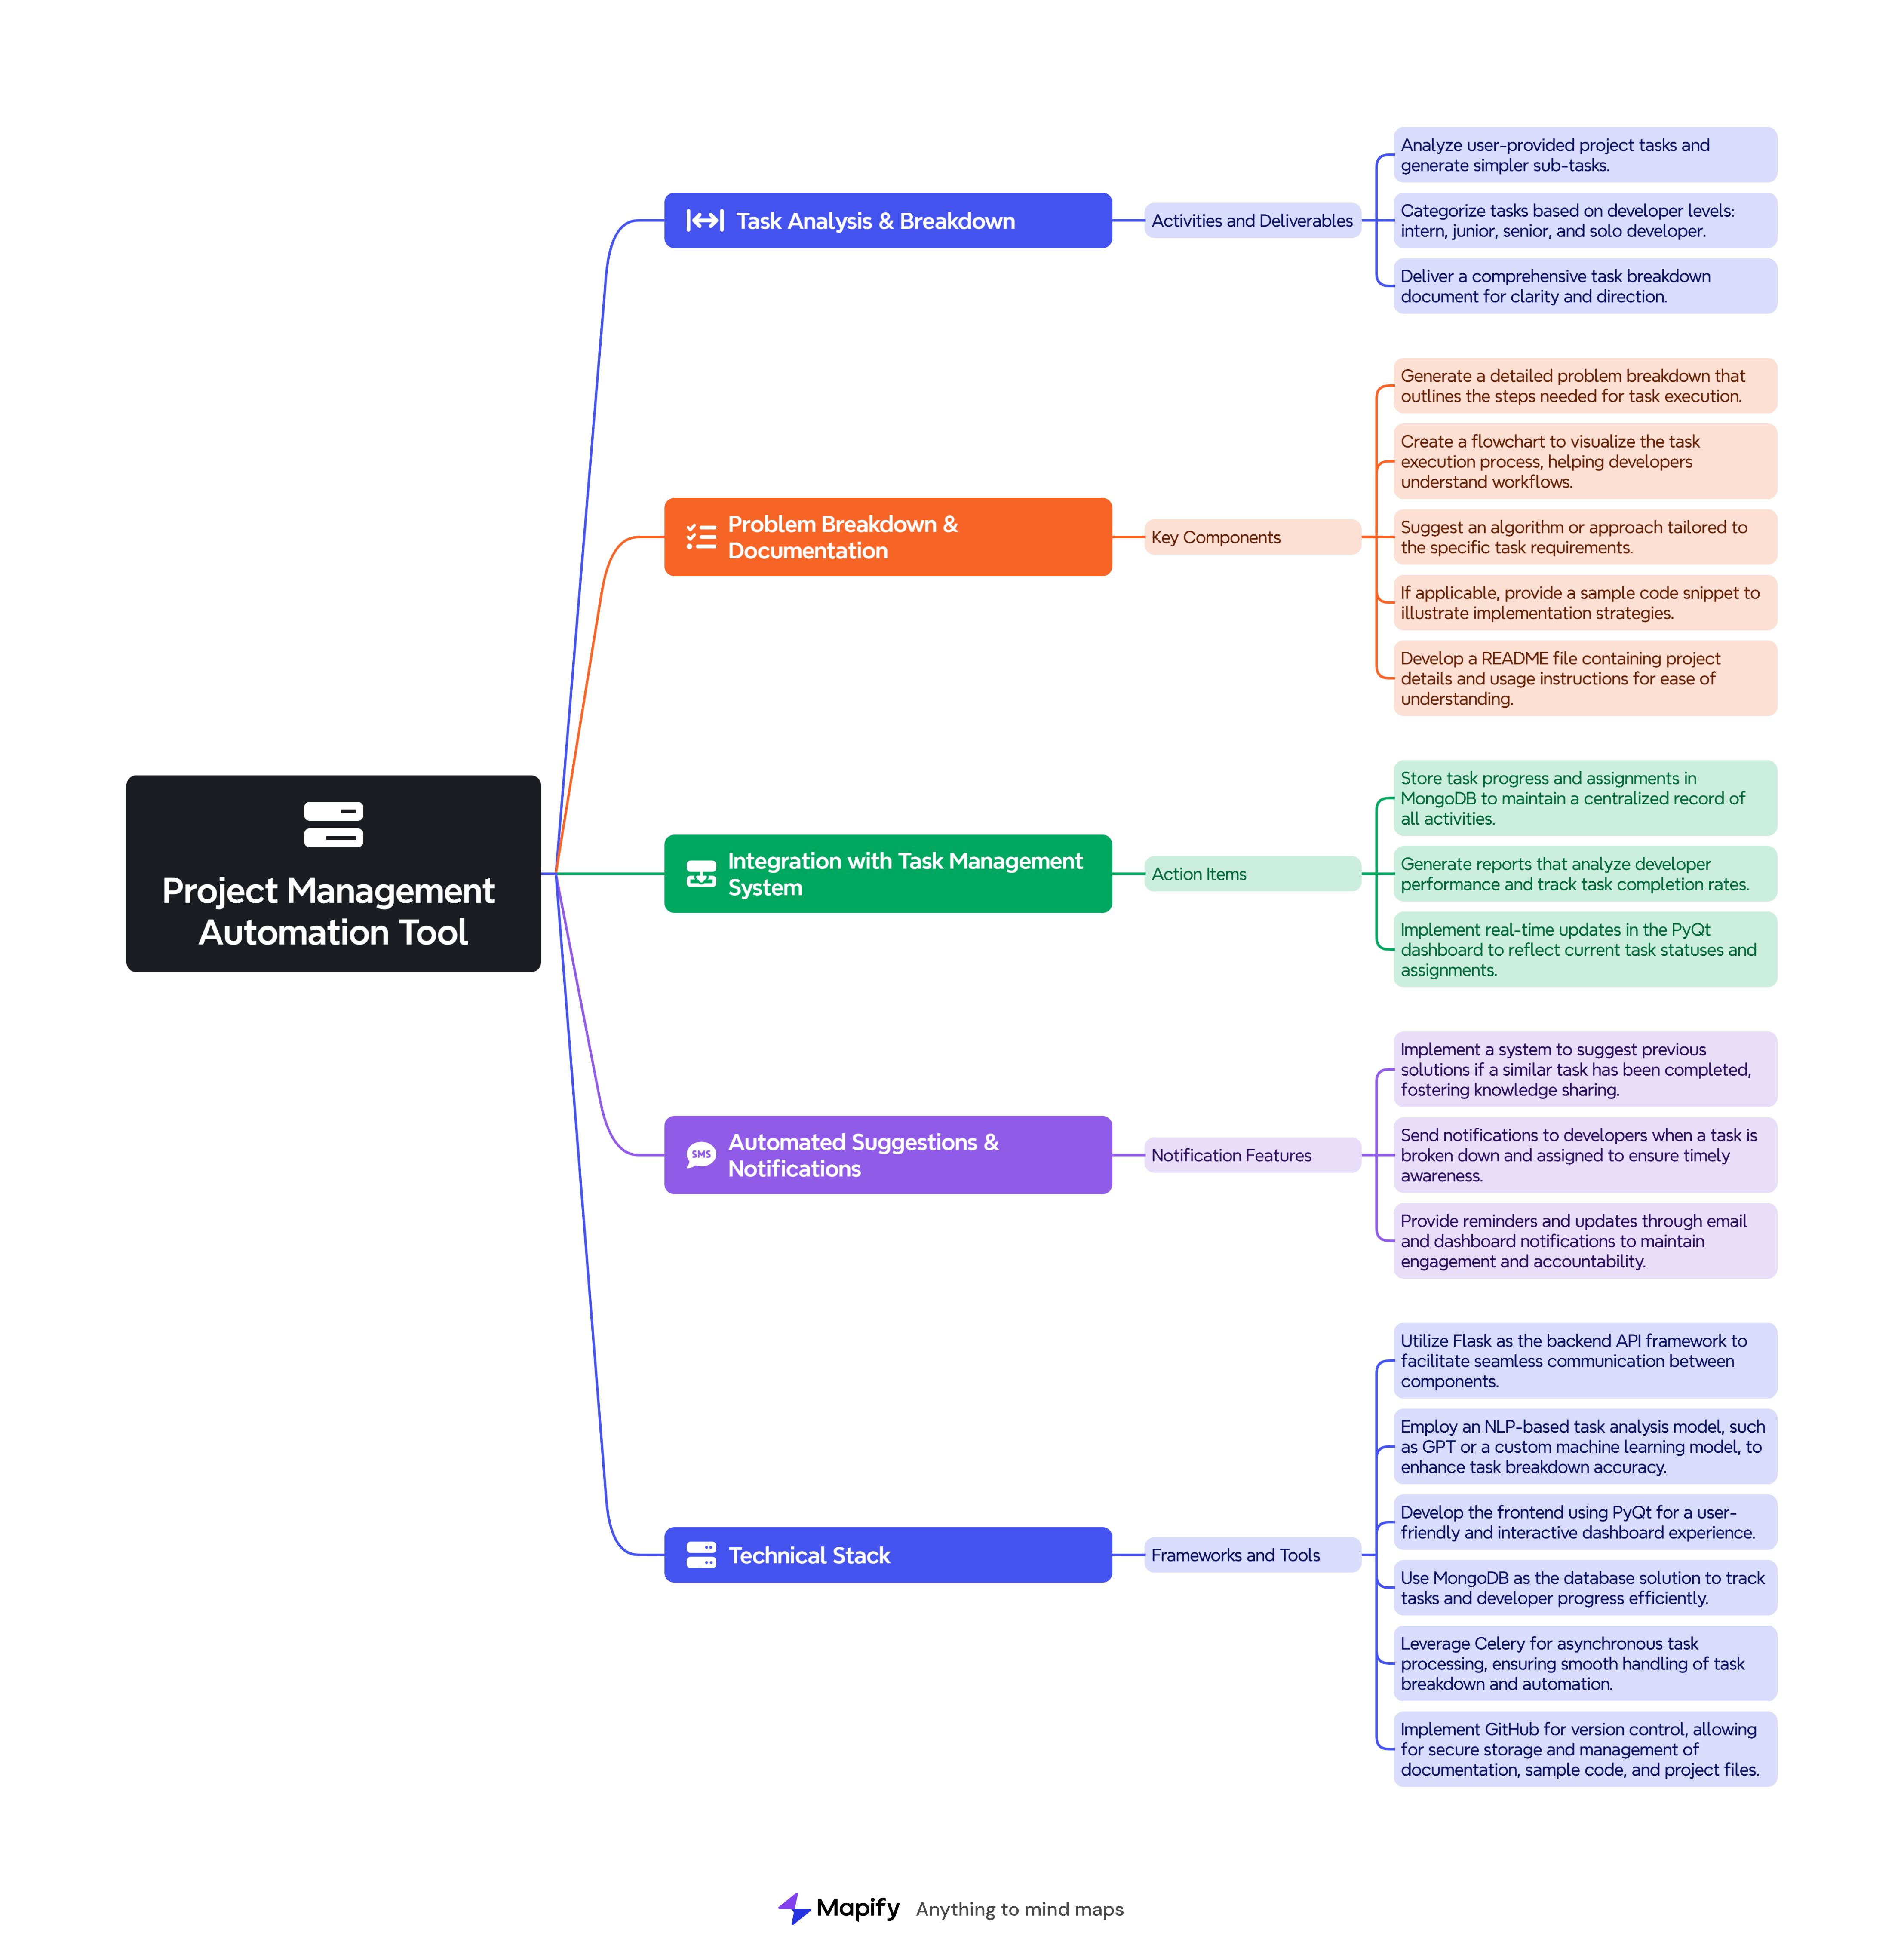 Project Management
Automation Tool
Task Analysis & Breakdown
Activities and Deliverables
Analyze user-provided project tasks and
generate simpler sub-tasks.
Categorize tasks based on developer levels:
intern, junior, senior, and solo developer.
Deliver a comprehensive task breakdown
document for clarity and direction.
Problem Breakdown &
Documentation
Key Components
Generate a detailed problem breakdown that
outlines the steps needed for task execution.
Create a flowchart to visualize the task
execution process, helping developers
understand workflows.
Suggest an algorithm or approach tailored to
the specific task requirements.
If applicable, provide a sample code snippet to
illustrate implementation strategies.
Develop a README file containing project
details and usage instructions for ease of
understanding.
Integration with Task Management
System
Action Items
Store task progress and assignments in
MongoDB to maintain a centralized record of
all activities.
Generate reports that analyze developer
performance and track task completion rates.
Implement real-time updates in the PyQt
dashboard to reflect current task statuses and
assignments.
SMS
Automated Suggestions &
Notifications
Notification Features
Implement a system to suggest previous
solutions if a similar task has been completed,
fostering knowledge sharing.
Send notifications to developers when a task is
broken down and assigned to ensure timely
awareness.
Provide reminders and updates through email
and dashboard notifications to maintain
engagement and accountability.
Technical Stack
Frameworks and Tools
Utilize Flask as the backend API framework to
facilitate seamless communication between
components.
Employ an NLP-based task analysis model, such
as GPT or a custom machine learning model, to
enhance task breakdown accuracy.
Develop the frontend using PyQt for a user-
friendly and interactive dashboard experience.
Use MongoDB as the database solution to track
tasks and developer progress efficiently.
Leverage Celery for asynchronous task
processing, ensuring smooth handling of task
breakdown and automation.
Implement GitHub for version control, allowing
for secure storage and management of
documentation, sample code, and project files.
Mapify Anything to mind maps